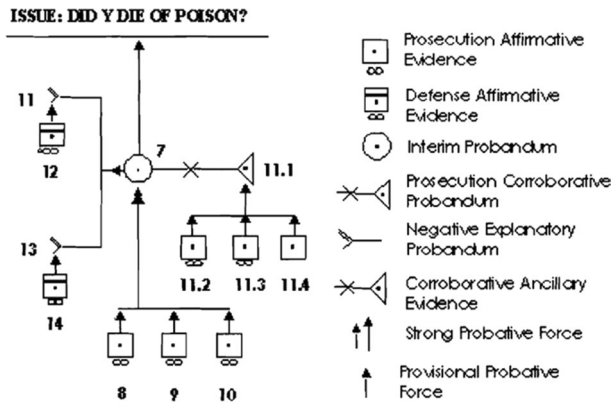 ISSUE: DID Y DIE OF POISON?
11
12
7
11.1
13
14
11.2
11.3
11.4
8
9
10
Prosecution Affirmative
Evidence
Defense Affirmative
Evidence
Interim Probandum
Prosecution Corroborative
Probandum
Negative Explanatory
Probandum
Corroborative Ancillary
Evidence
Strong Probative Force
Provisional Probative
Force